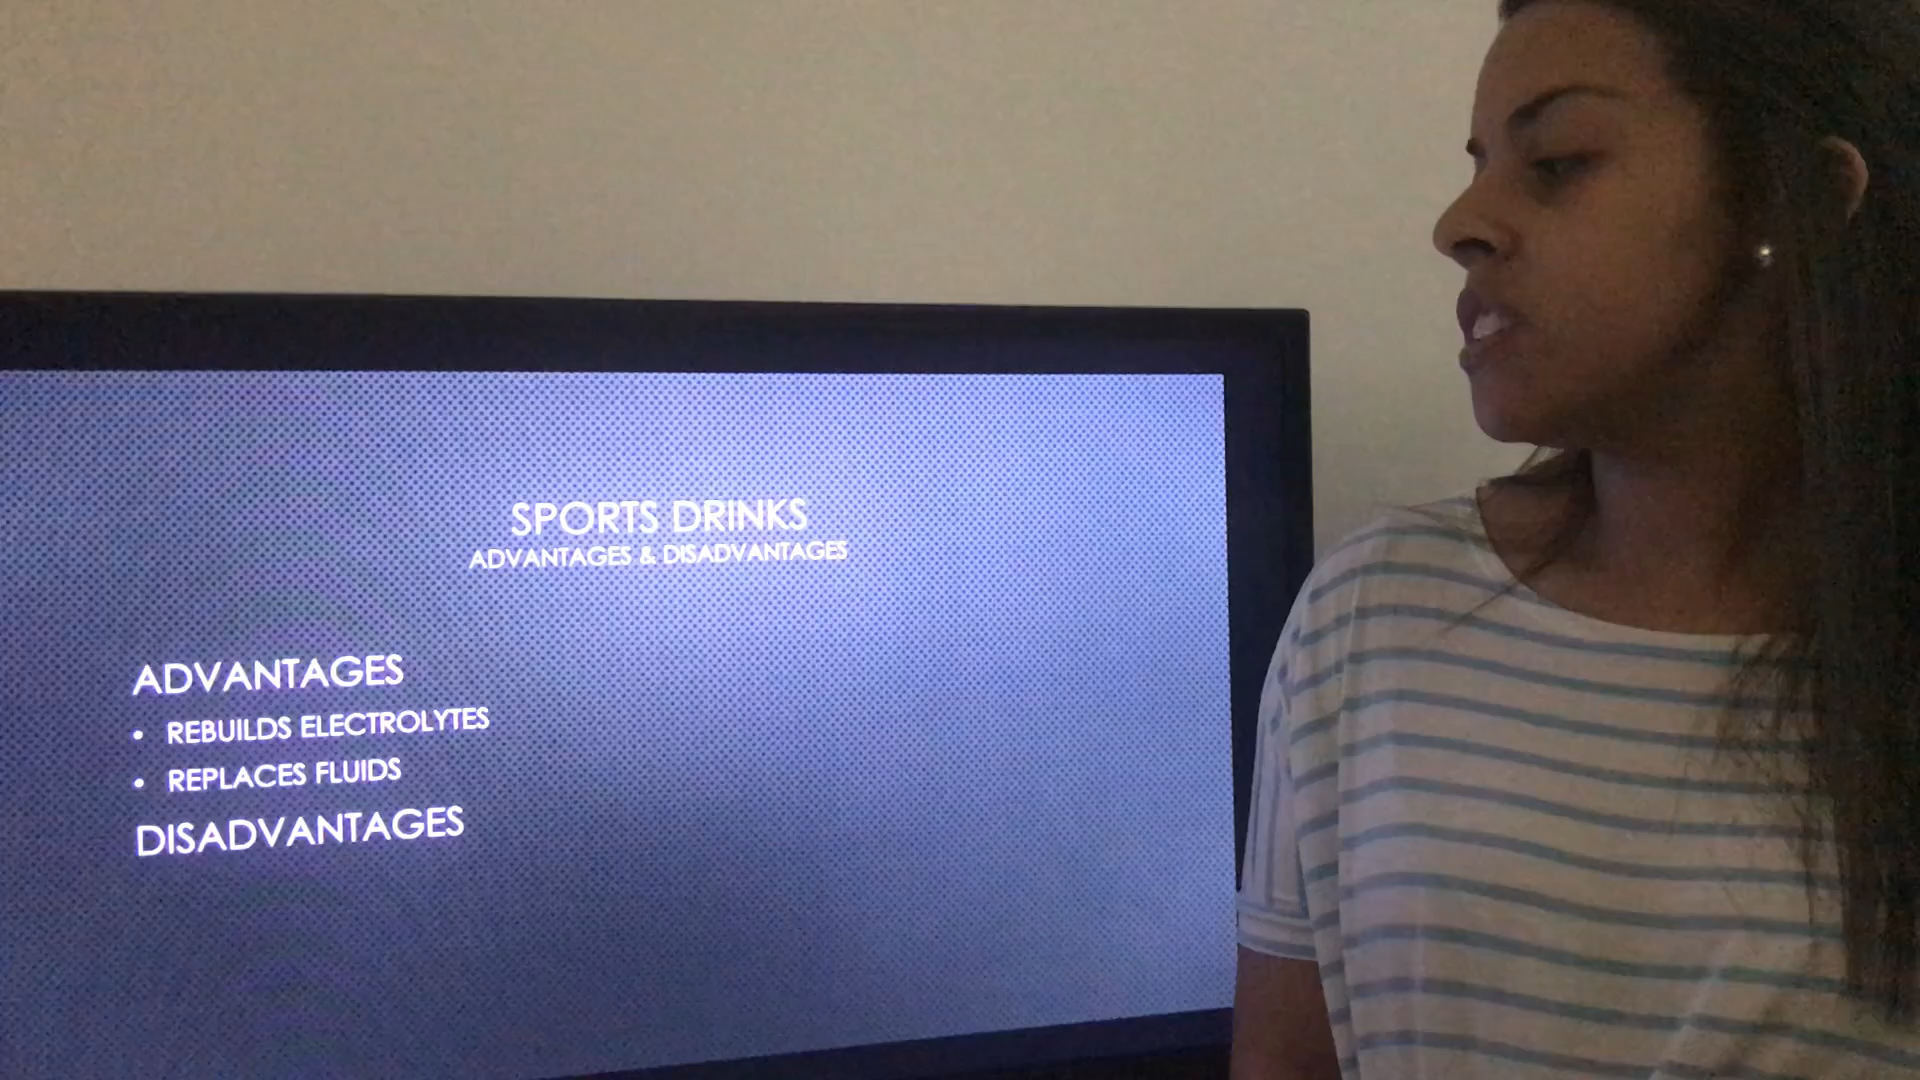 SPORTS DRINKS
ADVANTAGES & DISADVANTAGES
ADVANTAGES
• REBUILDS ELECTROLYTES
• REPLACES FLUIDS
DISADVANTAGES